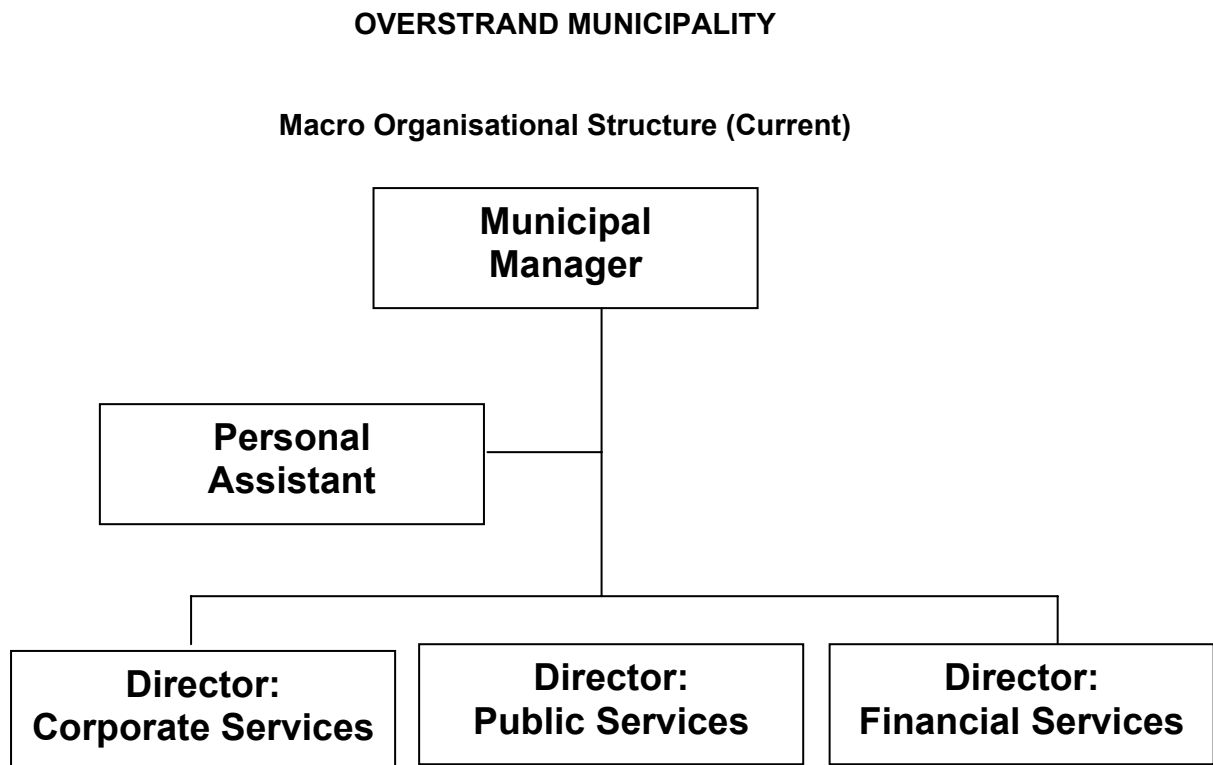 OVERSTRAND MUNICIPALITY
Macro Organisational Structure (Current)
Municipal
Manager
Personal
Assistant
Director:
Corporate Services
Director:
Public Services
Director:
Financial Services